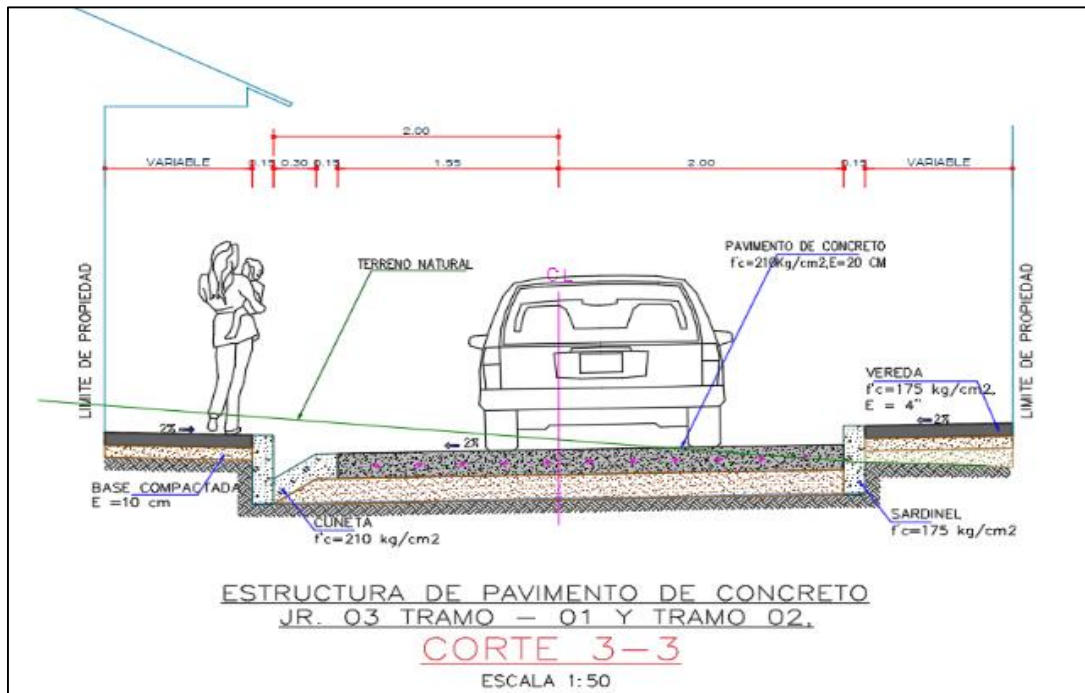 2.00
VARIABLE 0.15 0.30 0.15 1.55 2.00 0.15 VARIABLE
LIMITE DE PROPIEDAD
TERRENO NATURAL
CL
PAVIMENTO DE CONCRETO
f'c=210Kg/cm2,E=20 CM
LIMITE DE PROPIEDAD
VEREDA
f'c=175 kg/cm2,
E = 4"
2%
2%
2%
BASE COMPACTADA
E =10 cm
CUNETA
f'c=210 kg/cm2
SARDINEL
f'c=175 kg/cm2
ESTRUCTURA DE PAVIMENTO DE CONCRETO
JR. 03 TRAMO - 01 Y TRAMO 02,
CORTE 3-3
ESCALA 1:50